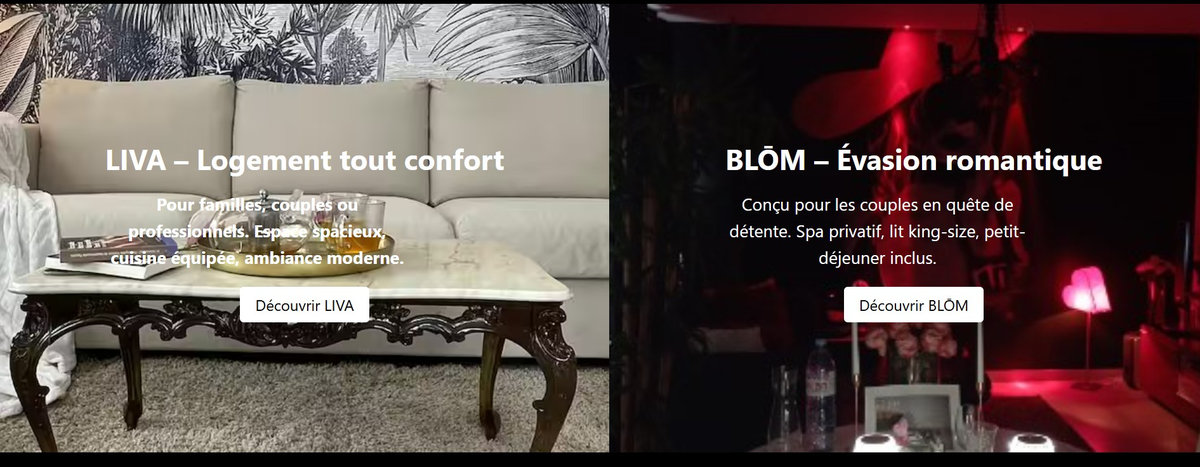 LIVA – Logement tout confort
Pour familles, couples ou
professionnels. Espace spacieux,
cuisine équipée, ambiance moderne.
Découvrir LIVA
BLŌM – Évasion romantique
Conçu pour les couples en quête de
détente. Spa privatif, lit king-size, petit-
déjeuner inclus.
Découvrir BLŌM